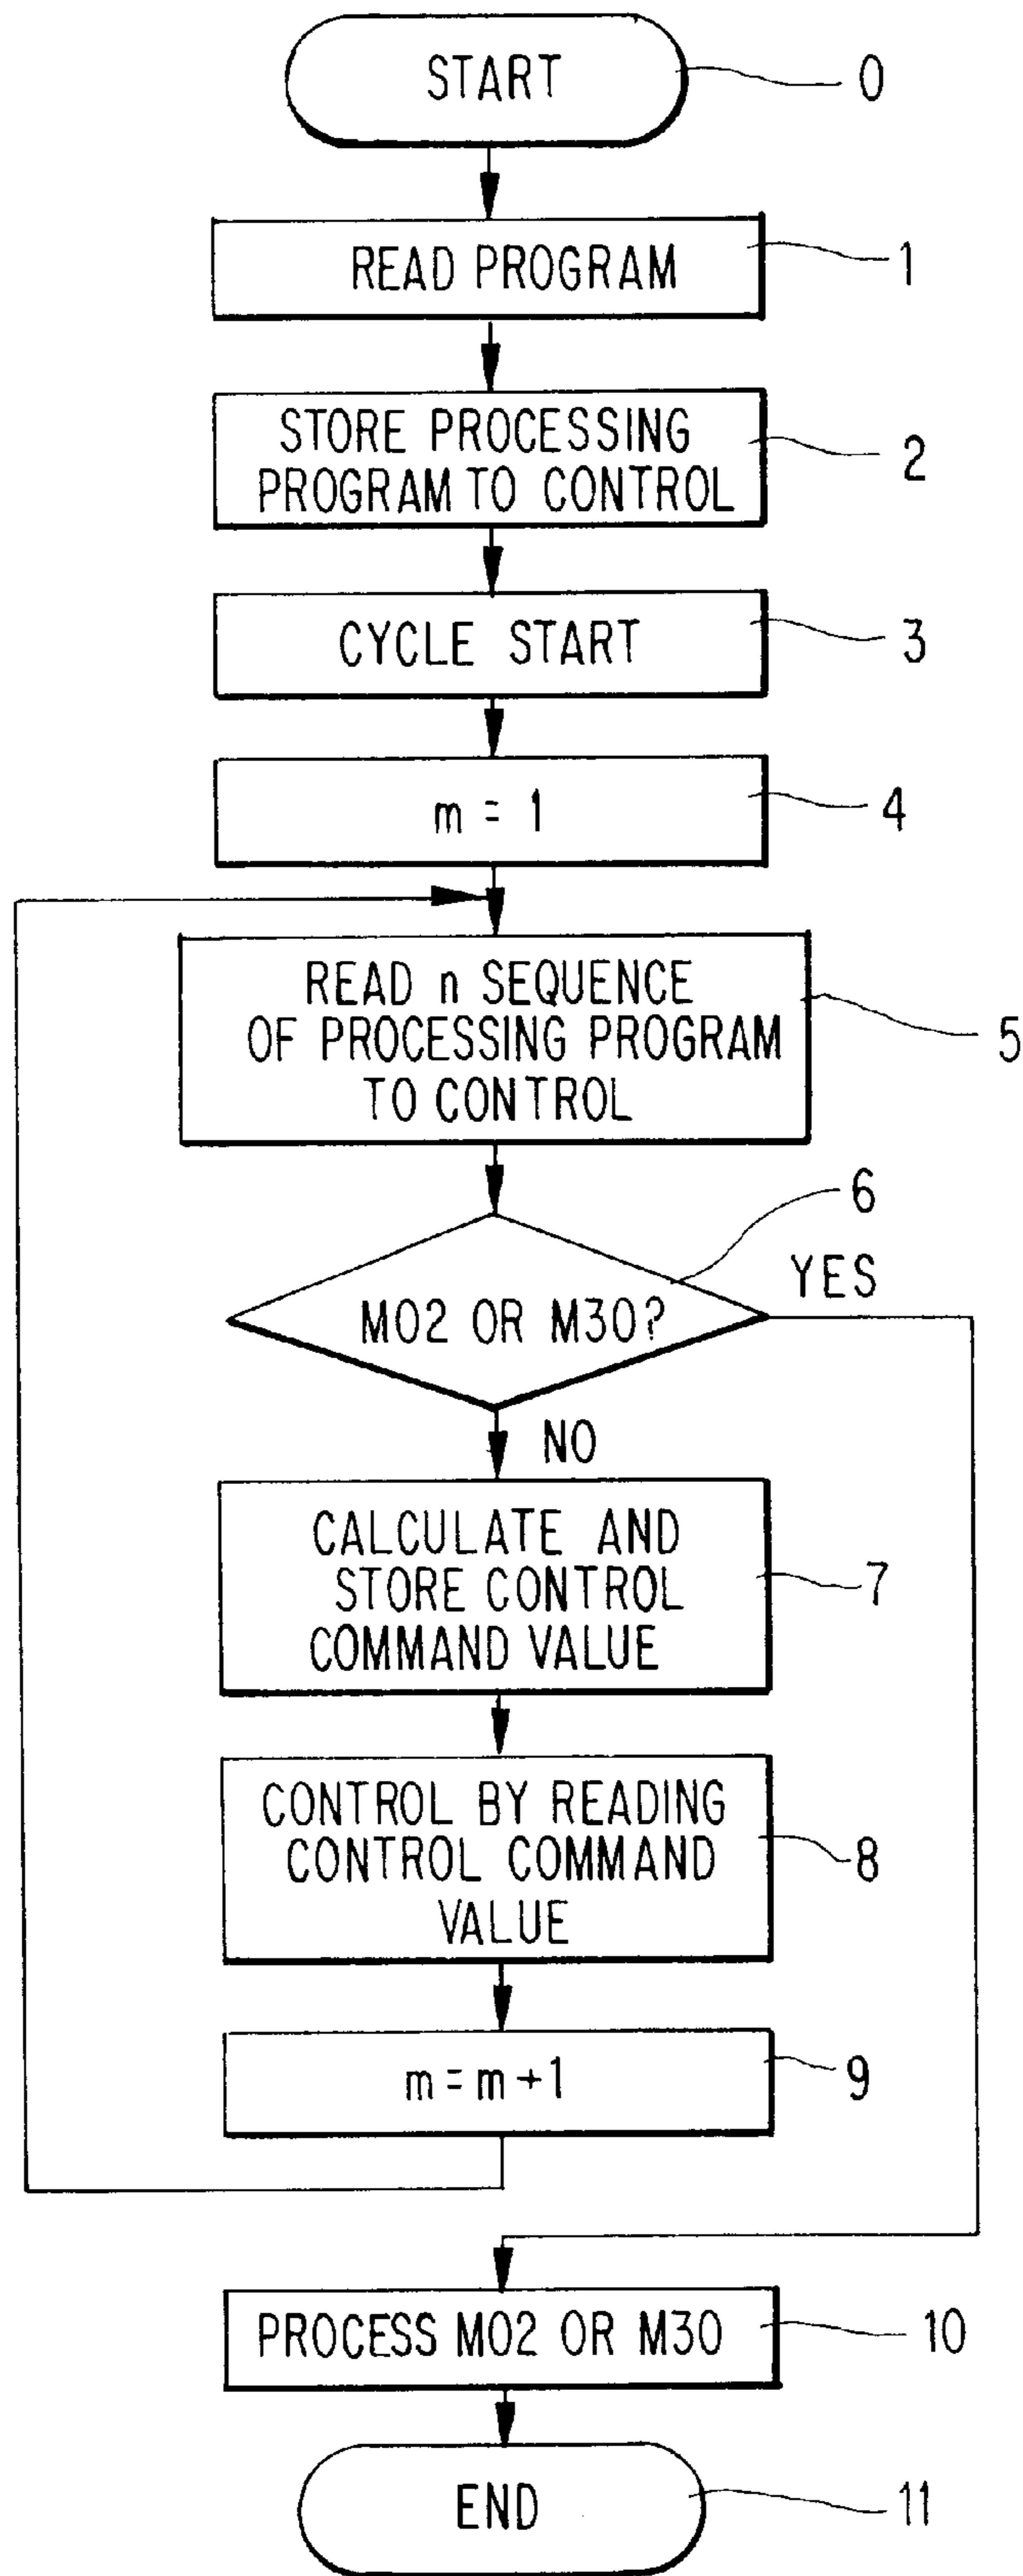 START
0
READ PROGRAM
1
STORE PROCESSING
PROGRAM TO CONTROL
2
CYCLE START
3
m = 1
4
READ n SEQUENCE
OF PROCESSING PROGRAM
TO CONTROL
5
6
YES
M02 OR M30?
NO
CALCULATE AND
STORE CONTROL
COMMAND VALUE
7
CONTROL BY READING
CONTROL COMMAND
VALUE
8
m = m + 1
9
PROCESS M02 OR M30
10
END
11